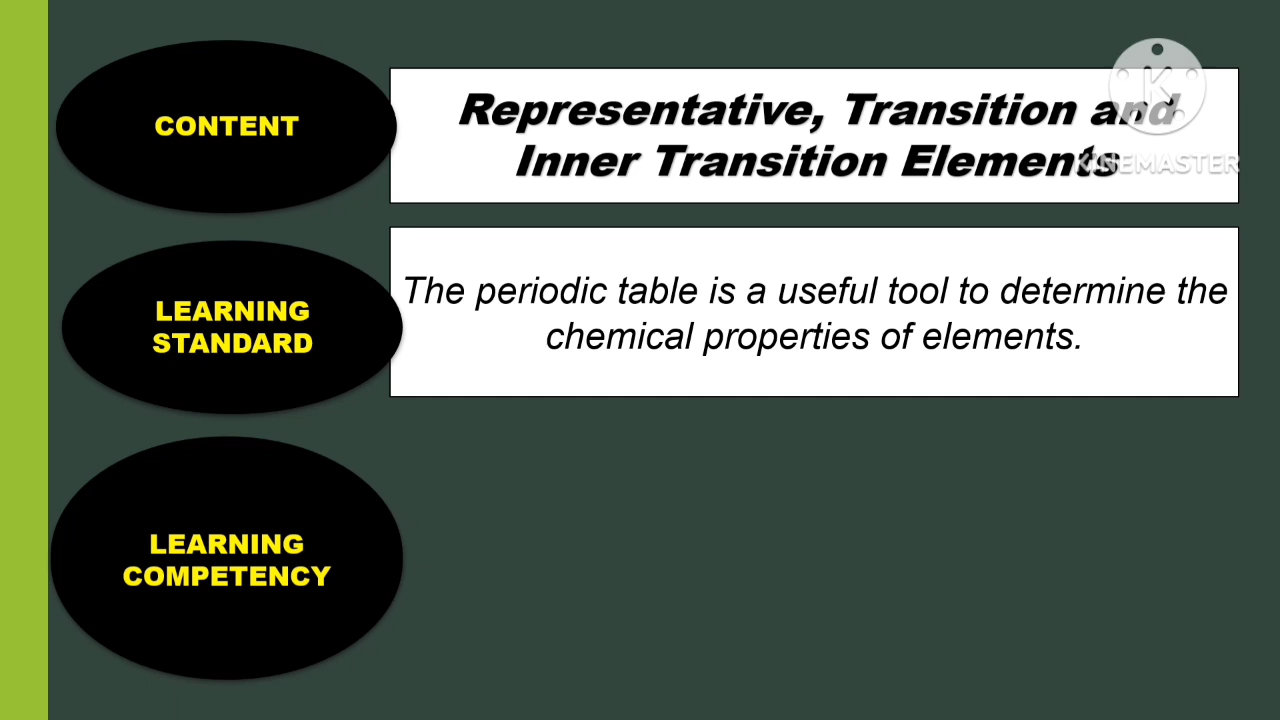 CONTENT
Representative, Transition and
Inner Transition Elements
KINEMASTER
LEARNING
STANDARD
The periodic table is a useful tool to determine the
chemical properties of elements.
LEARNING
COMPETENCY